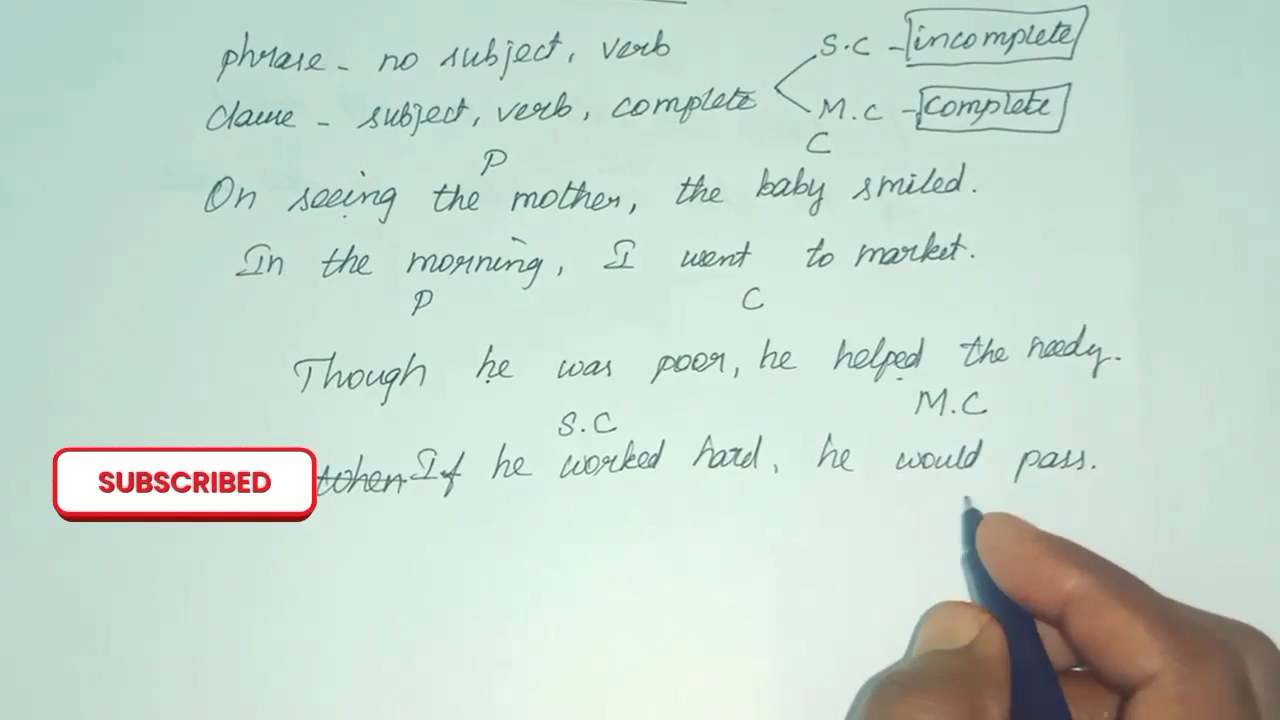 phrase - no subject, verb
S.C - incomplete
clause - subject, verb, complete
M.C - complete
P
C
On seeing the mother, the baby smiled.
In the morning, I went to market.
P
C
Though he was poor, he helped the needy.
S.C
M.C
when If he worked hard, he would pass.
SUBSCRIBED